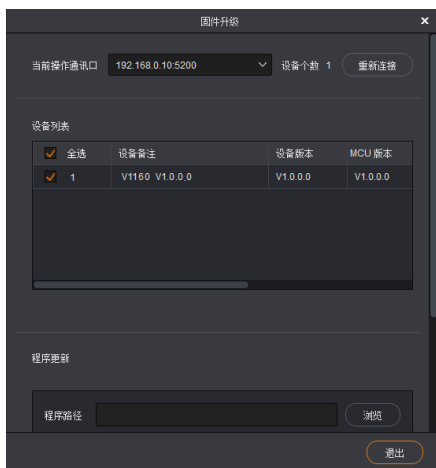 固件升级 ×
当前操作通讯口 192.168.0.10:5200 设备个数 1 重新连接
设备列表
全选 设备备注 设备版本 MCU 版本
1 V1160 V1.0.0.0 V1.0.0.0 V1.0.0.0
程序更新
程序路径 浏览
退出